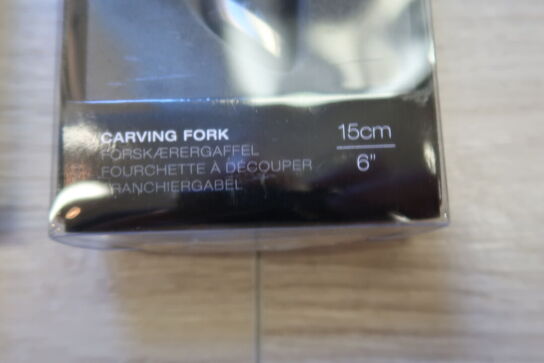 CARVING FORK
FORSKÆRERGAFFEL
FOURCHETTE À DÉCOUPER
TRANCHIERGABEL
15cm
6"